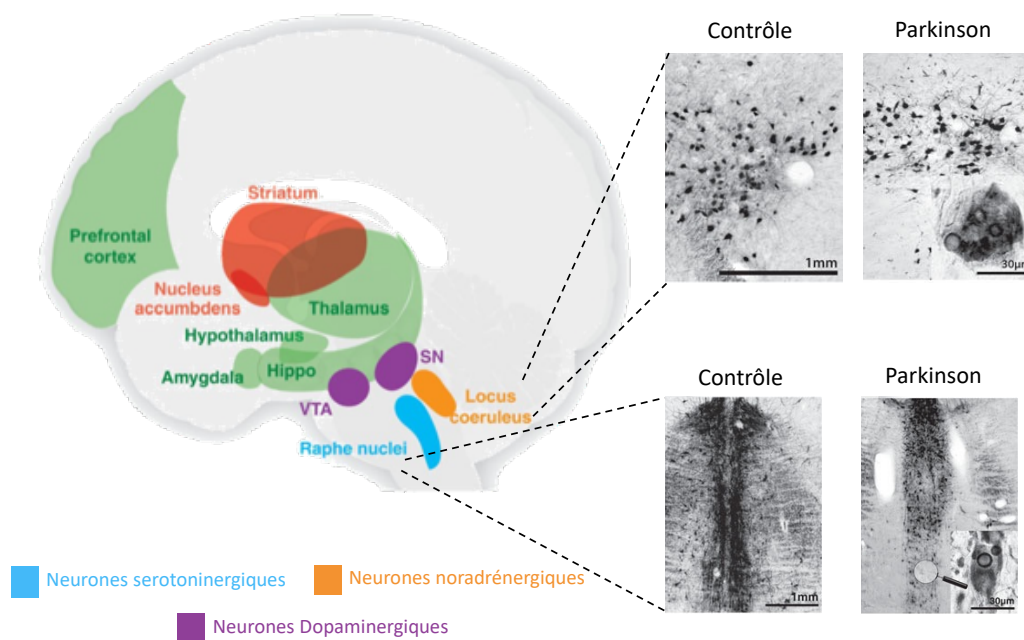 Contrôle
Parkinson
1mm
30µm
Striatum
Prefrontal
cortex
Nucleus
accumbdens
Thalamus
Hypothalamus
Amygdala
Hippo
SN
VTA
Locus
coeruleus
Raphe nuclei
Contrôle
Parkinson
1mm
30µm
Neurones serotoninergiques
Neurones noradrénergiques
Neurones Dopaminergiques